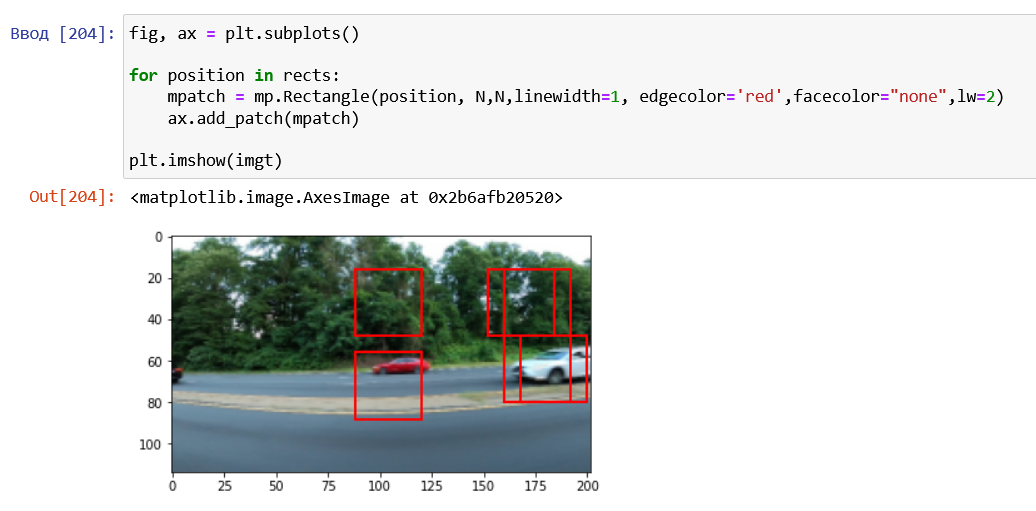 Ввод [204]: fig, ax = plt.subplots()
for position in rects:
    mpatch = mp.Rectangle(position, N,N,linewidth=1, edgecolor='red',facecolor="none",lw=2)
    ax.add_patch(mpatch)
plt.imshow(imgt)
Out[204]: <matplotlib.image.AxesImage at 0x2b6afb20520>
0
20
40
60
80
100
0 25 50 75 100 125 150 175 200